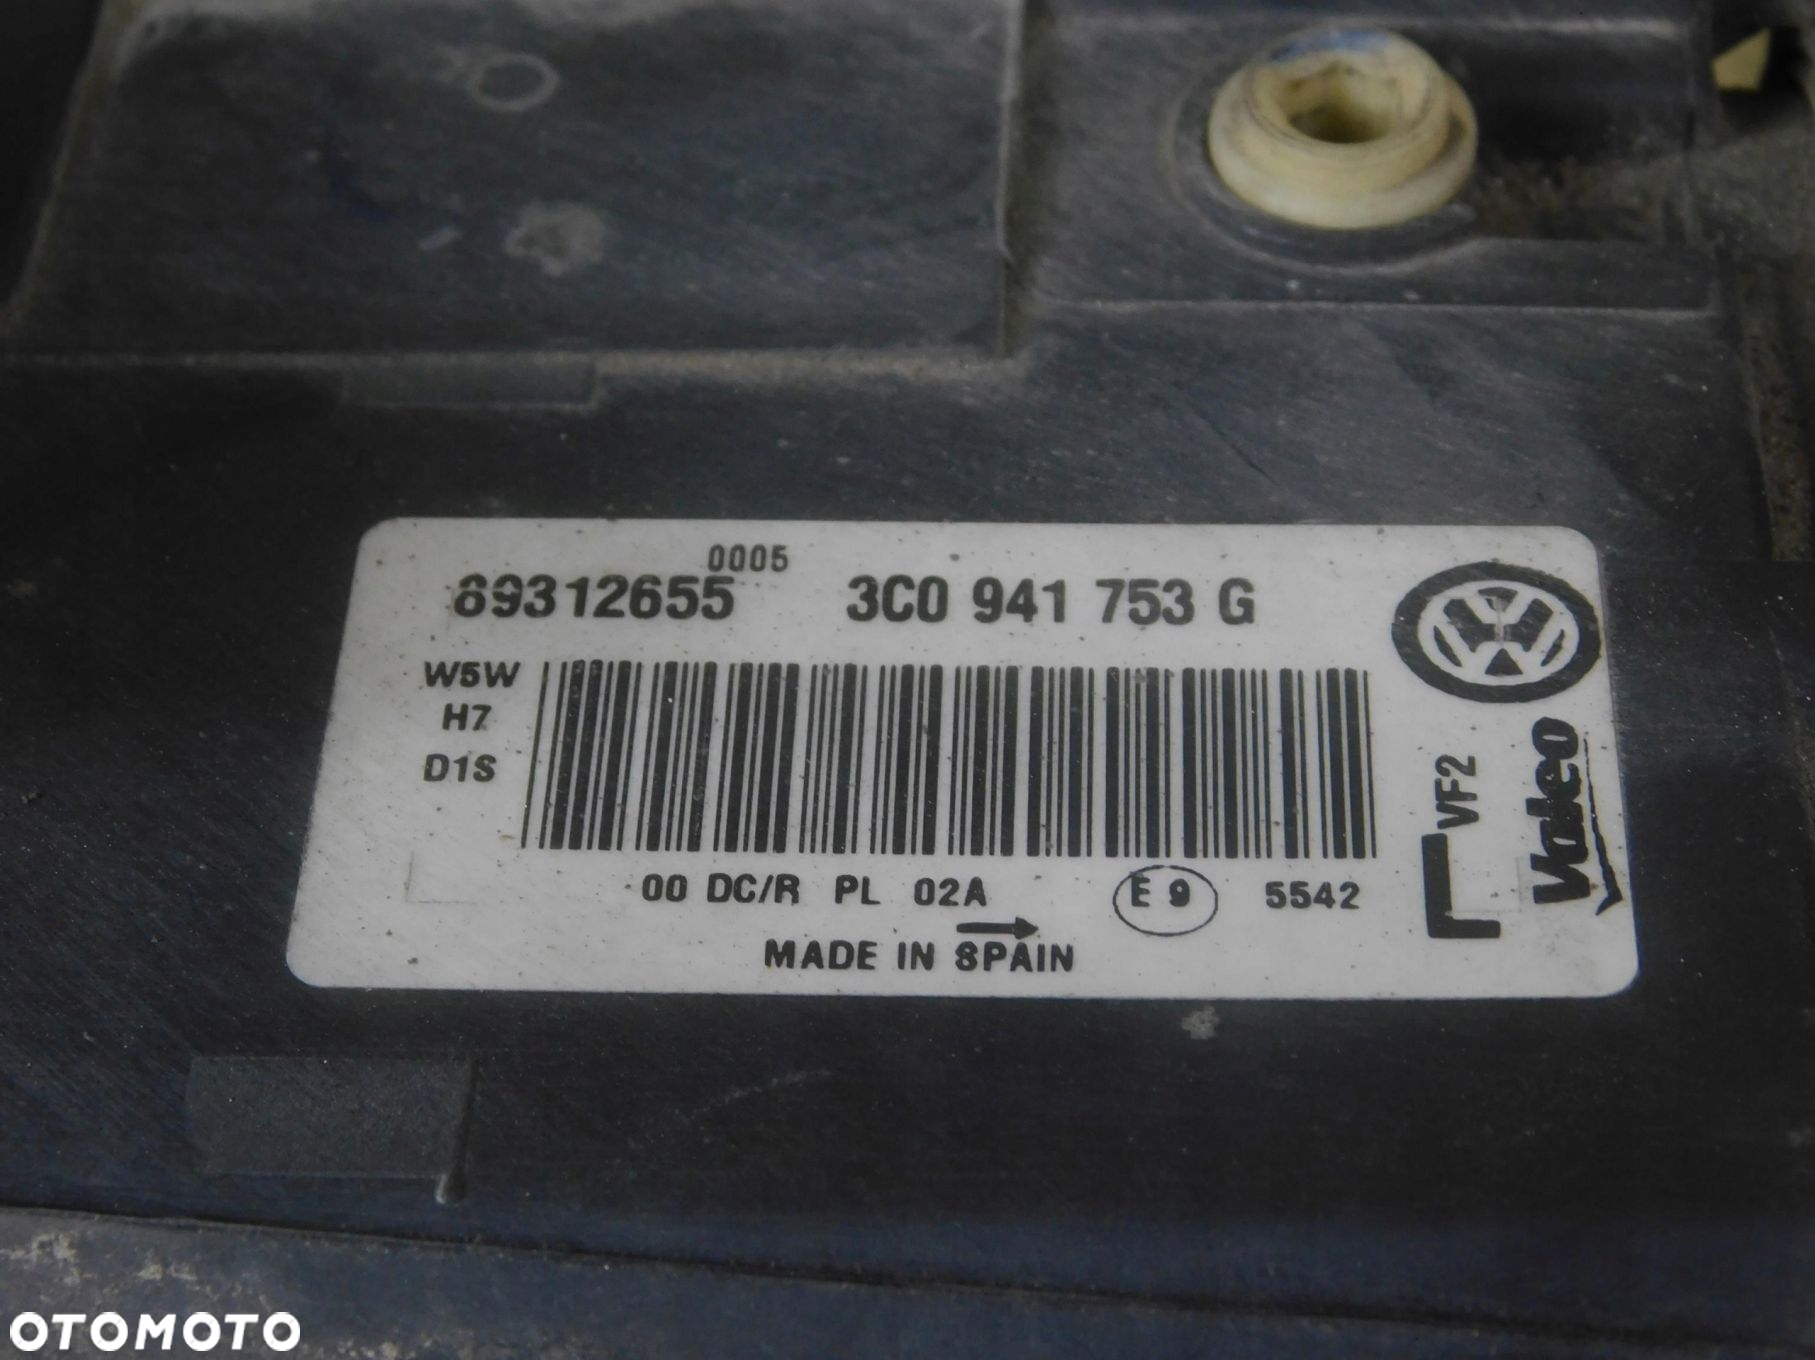 0005
89312655 3C0 941 753 G
W5W
H7
D1S
VF2
L
Valeo
00 DC/R PL 02A E 9 5542
MADE IN SPAIN
OTOMOTO